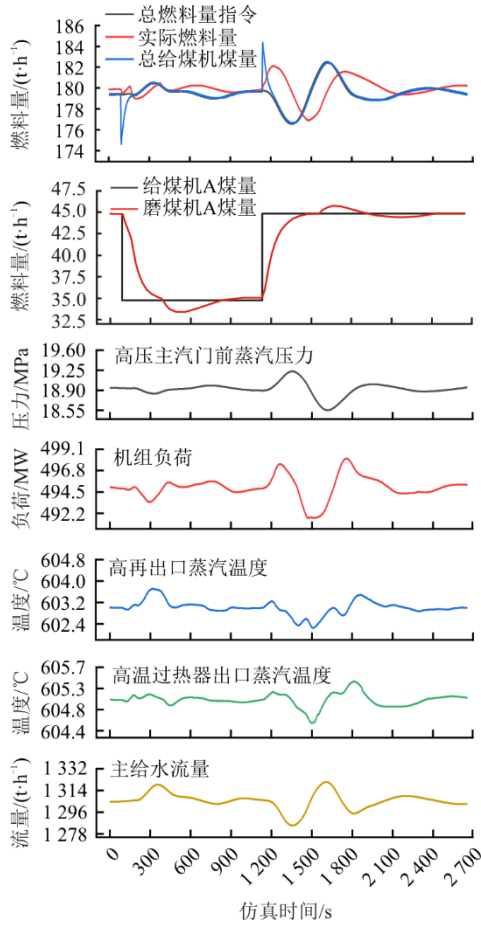 总燃料量指令
实际燃料量
总给煤机煤量
燃料量/(t·h⁻¹)
186
184
182
180
178
176
174
给煤机A煤量
磨煤机A煤量
燃料量/(t·h⁻¹)
47.5
45.0
42.5
40.0
37.5
35.0
32.5
高压主汽门前蒸汽压力
压力/MPa
19.60
19.25
18.90
18.55
机组负荷
负荷/MW
499.1
496.8
494.5
492.2
高再出口蒸汽温度
温度/℃
604.8
604.0
603.2
602.4
高温过热器出口蒸汽温度
温度/℃
605.7
605.3
604.8
604.4
主给水流量
流量/(t·h⁻¹)
1 332
1 314
1 296
1 278
0 300 600 900 1 200 1 500 1 800 2 100 2 400 2 700
仿真时间/s